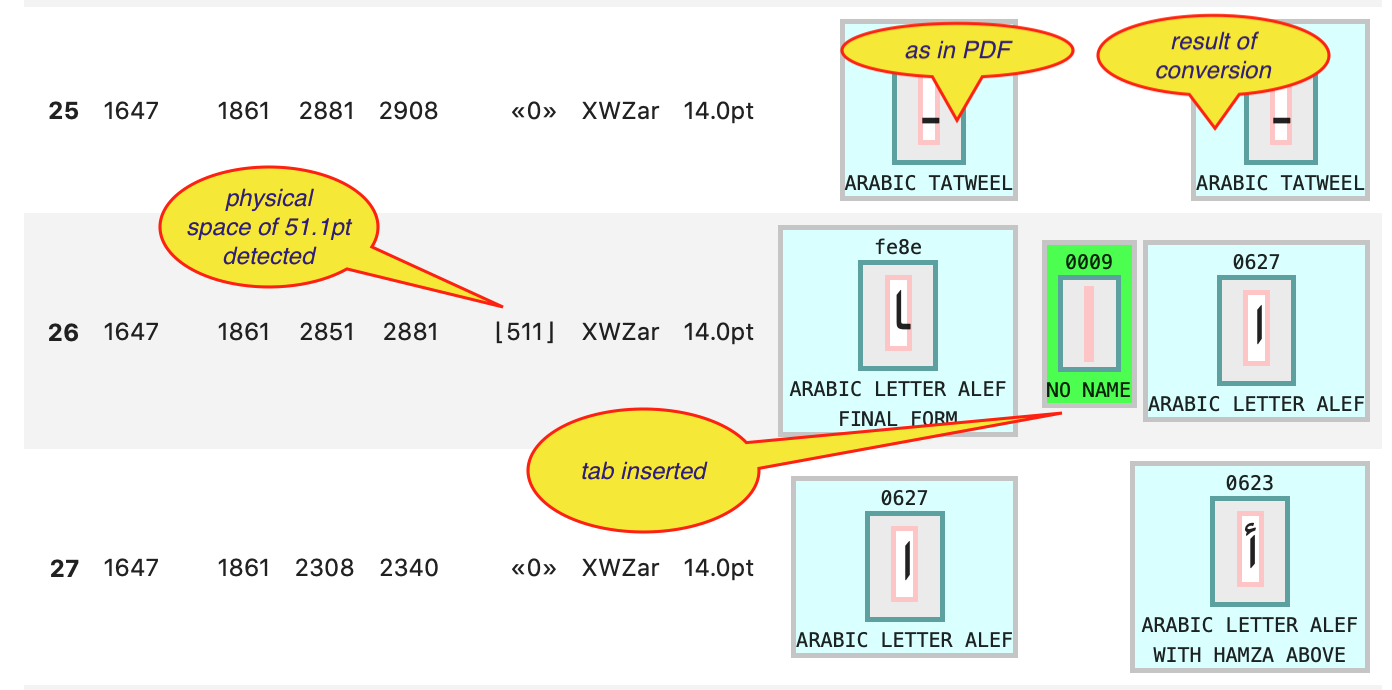 as in PDF
result of
conversion
25 1647 1861 2881 2908 «0» XWZar 14.0pt
ـ
ـ
ARABIC TATWEEL
ARABIC TATWEEL
physical
space of 51.1pt
detected
26 1647 1861 2851 2881 ⌊511⌋ XWZar 14.0pt
fe8e
ﺎ
ARABIC LETTER ALEF
FINAL FORM
0009
NO NAME
0627
ا
ARABIC LETTER ALEF
tab inserted
27 1647 1861 2308 2340 «0» XWZar 14.0pt
0627
ا
ARABIC LETTER ALEF
0623
أ
ARABIC LETTER ALEF
WITH HAMZA ABOVE